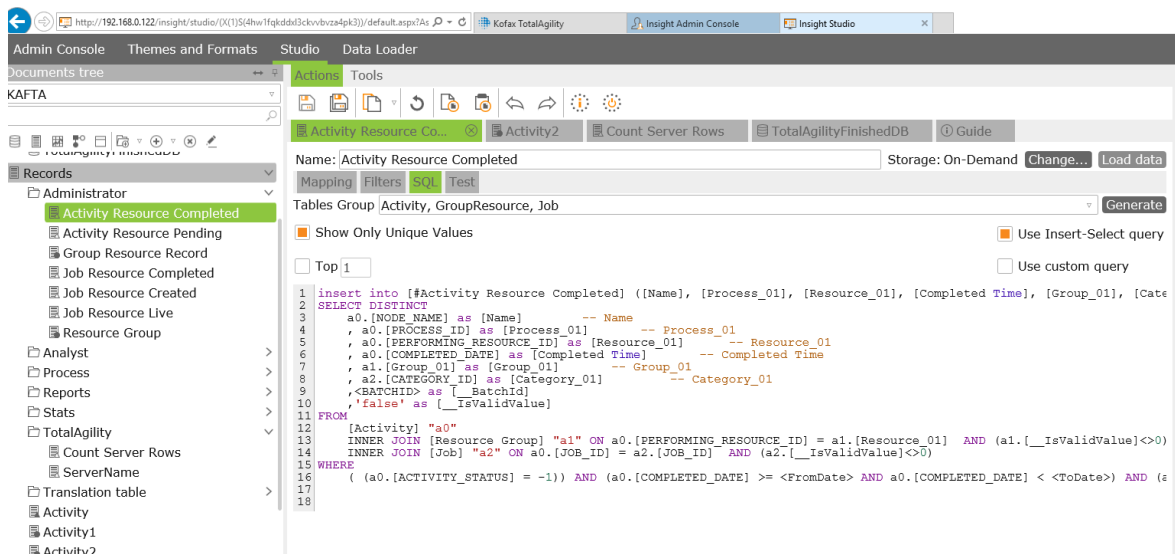 http://192.168.0.122/insight/studio/(X(1)S(4hw1fqkddxl3ckvvbvza4pk3))/default.aspx?As
Kofax TotalAgility
Insight Admin Console
Insight Studio
Admin Console Themes and Formats Studio Data Loader
Documents tree
Actions Tools
KAFTA
Activity Resource Co... Activity2 Count Server Rows TotalAgilityFinishedDB Guide
TotalAgilityFinishedDB
Name: Activity Resource Completed Storage: On-Demand Change... Load data
Records
Administrator
Activity Resource Completed
Activity Resource Pending
Group Resource Record
Job Resource Completed
Job Resource Created
Job Resource Live
Resource Group
Analyst
Process
Reports
Stats
TotalAgility
Count Server Rows
ServerName
Translation table
Activity
Activity1
Activity2
Mapping Filters SQL Test
Tables Group Activity, GroupResource, Job Generate
Show Only Unique Values Use Insert-Select query
Top 1 Use custom query
1 insert into [#Activity Resource Completed] ([Name], [Process_01], [Resource_01], [Completed Time], [Group_01], [Cate
2 SELECT DISTINCT
3 a0.[NODE_NAME] as [Name] -- Name
4 , a0.[PROCESS_ID] as [Process_01] -- Process_01
5 , a0.[PERFORMING_RESOURCE_ID] as [Resource_01] -- Resource_01
6 , a0.[COMPLETED_DATE] as [Completed Time] -- Completed Time
7 , a1.[Group_01] as [Group_01] -- Group_01
8 , a2.[CATEGORY_ID] as [Category_01] -- Category_01
9 ,<BATCHID> as [__BatchId]
10 ,'false' as [__IsValidValue]
11 FROM
12 [Activity] "a0"
13 INNER JOIN [Resource Group] "a1" ON a0.[PERFORMING_RESOURCE_ID] = a1.[Resource_01] AND (a1.[__IsValidValue]<>0)
14 INNER JOIN [Job] "a2" ON a0.[JOB_ID] = a2.[JOB_ID] AND (a2.[__IsValidValue]<>0)
15 WHERE
16 ( (a0.[ACTIVITY_STATUS] = -1)) AND (a0.[COMPLETED_DATE] >= <FromDate> AND a0.[COMPLETED_DATE] < <ToDate>) AND (a
17
18